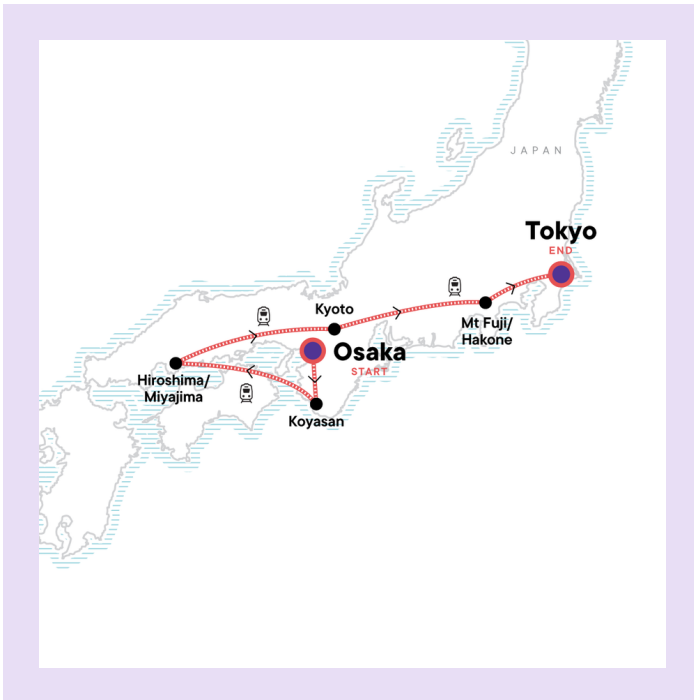 JAPAN
Tokyo
END
Kyoto
Mt Fuji/
Hakone
Osaka
START
Hiroshima/
Miyajima
Koyasan